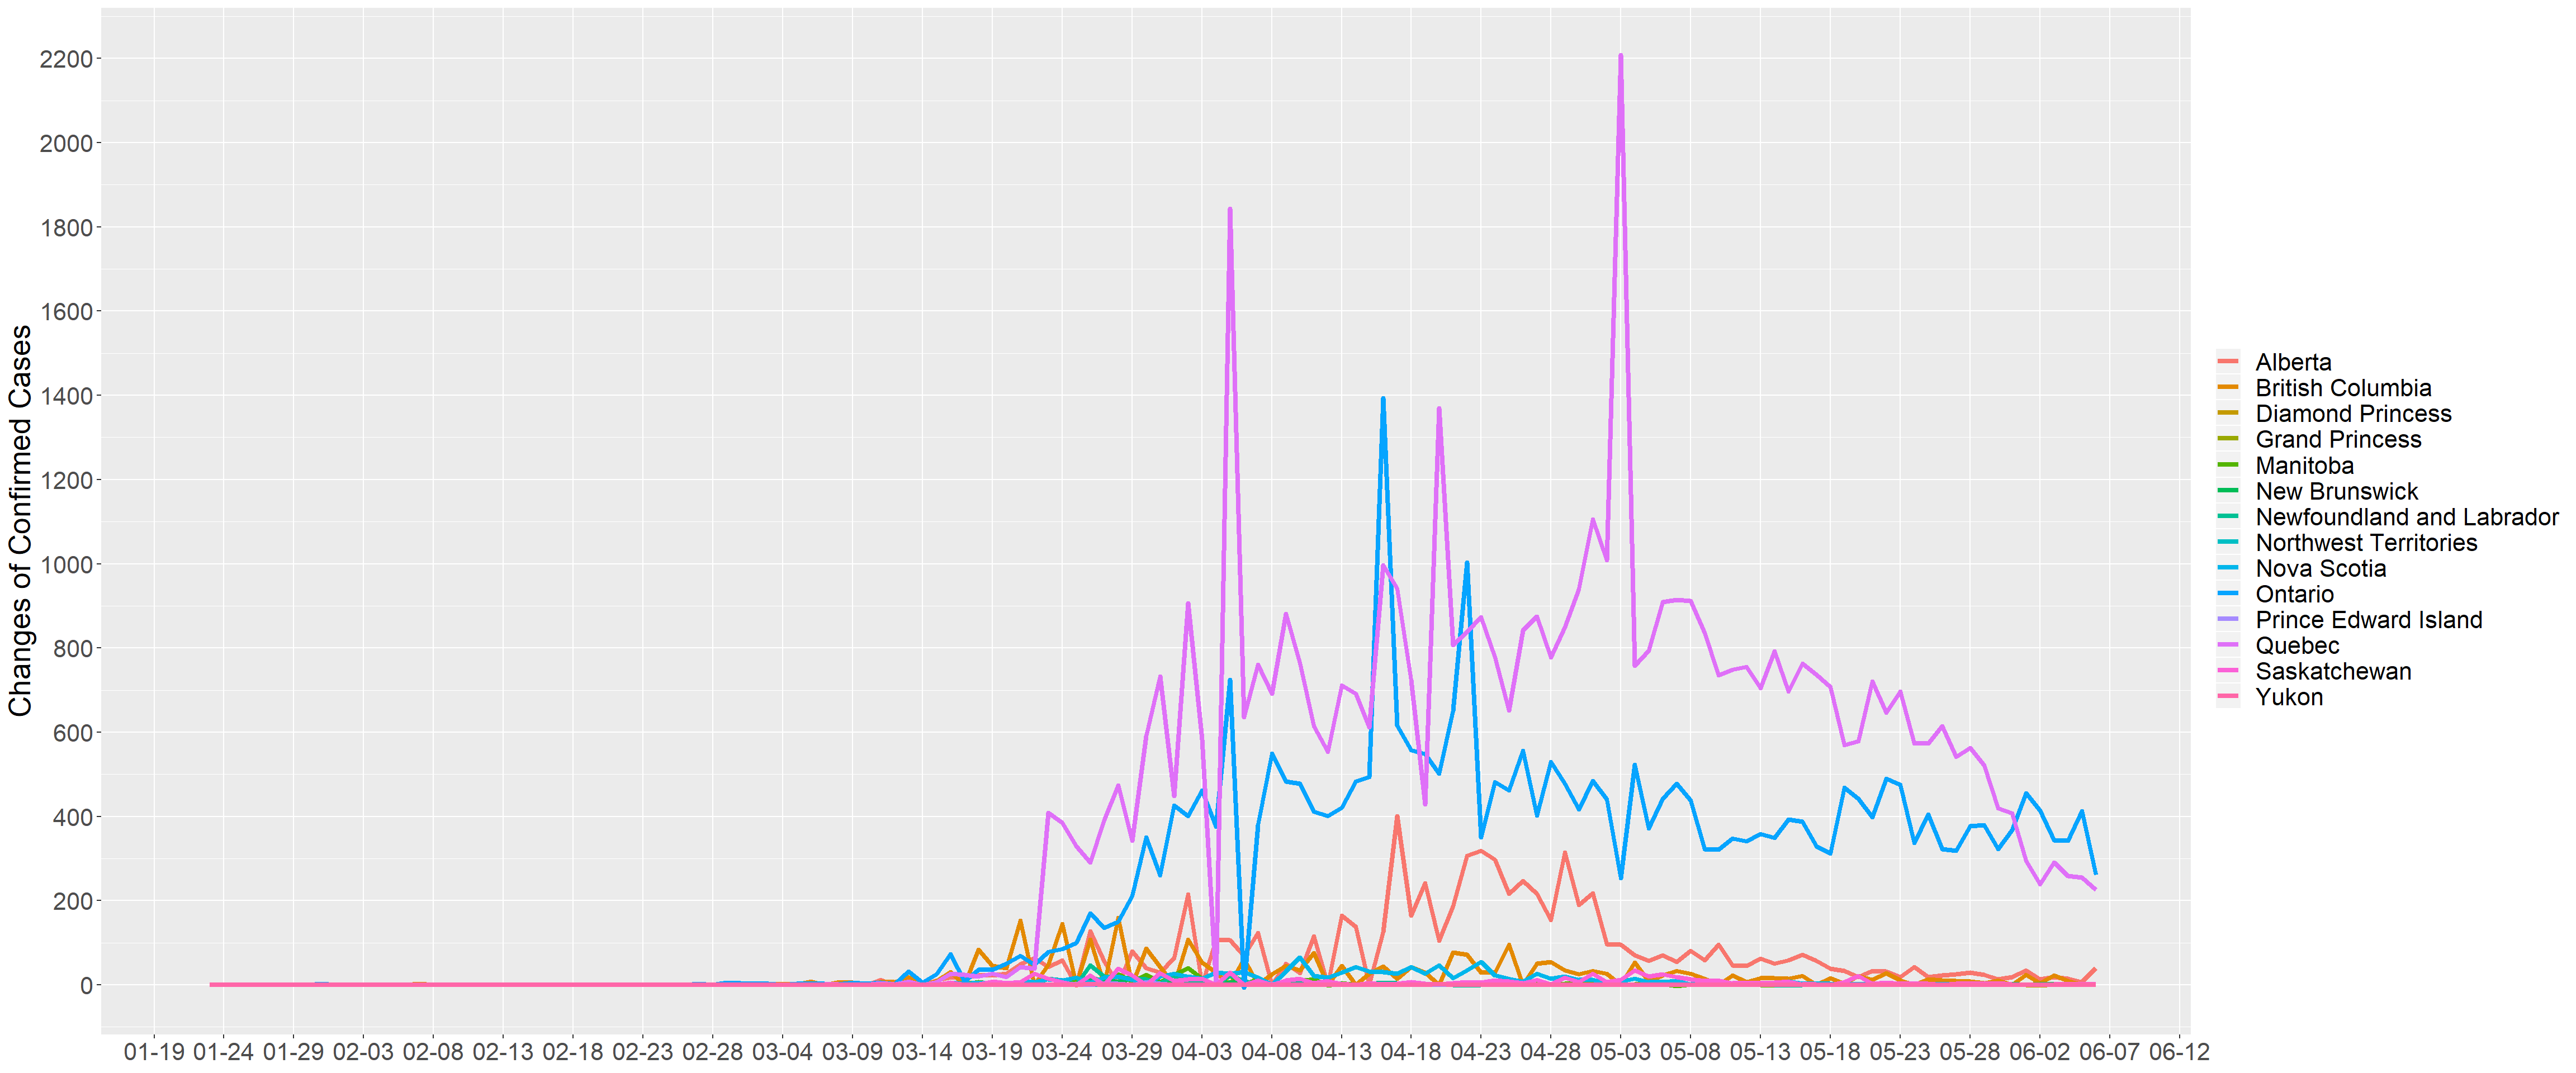 Changes of Confirmed Cases
2200
2000
1800
1600
1400
1200
1000
800
600
400
200
0
01-19 01-24 01-29 02-03 02-08 02-13 02-18 02-23 02-28 03-04 03-09 03-14 03-19 03-24 03-29 04-03 04-08 04-13 04-18 04-23 04-28 05-03 05-08 05-13 05-18 05-23 05-28 06-02 06-07 06-12
Alberta
British Columbia
Diamond Princess
Grand Princess
Manitoba
New Brunswick
Newfoundland and Labrador
Northwest Territories
Nova Scotia
Ontario
Prince Edward Island
Quebec
Saskatchewan
Yukon